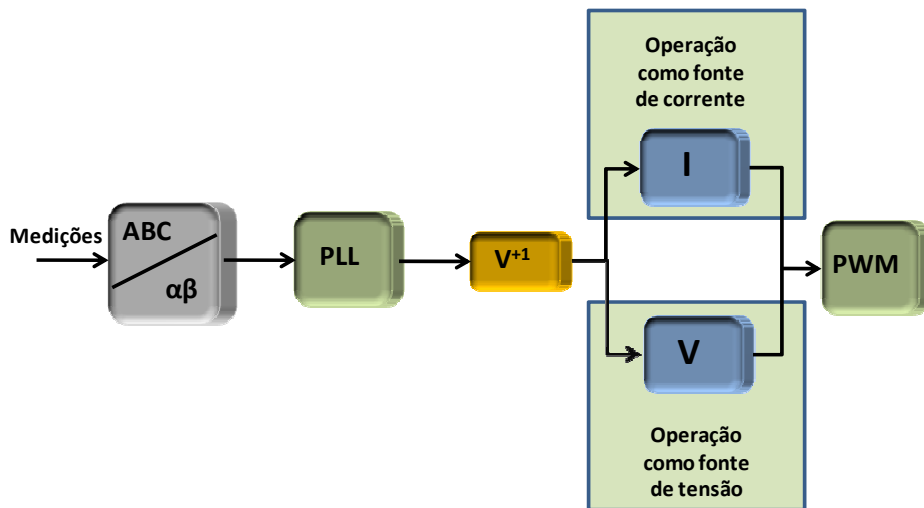 Operação
como fonte
de corrente
I
Medições
ABC
αβ
PLL
V+1
PWM
V
Operação
como fonte
de tensão